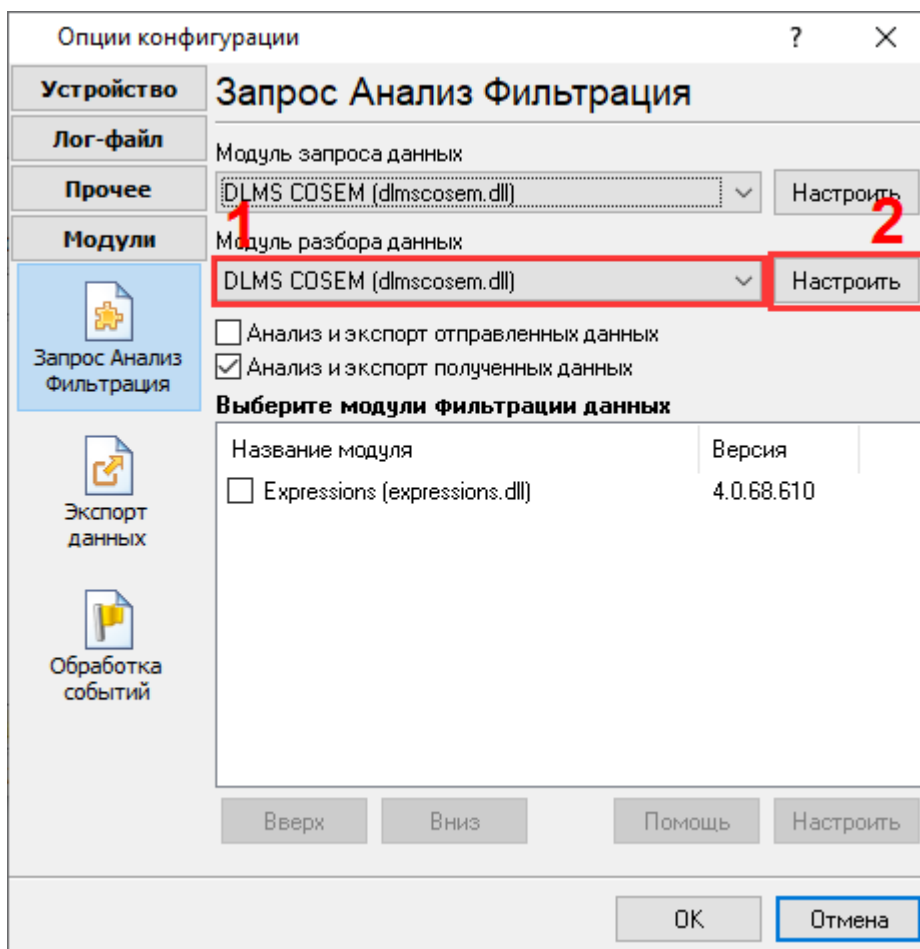 Опции конфигурации
?
Устройство
Лог-файл
Прочее
Модули
Запрос Анализ
Фильтрация
Экспорт
данных
Обработка
событий
Запрос Анализ Фильтрация
Модуль запроса данных
DLMS COSEM (dlmscosem.dll)
Настроить
1
2
Модуль разбора данных
DLMS COSEM (dlmscosem.dll)
Настроить
Анализ и экспорт отправленных данных
Анализ и экспорт полученных данных
Выберите модули фильтрации данных
Название модуля
Версия
Expressions (expressions.dll)
4.0.68.610
Вверх
Вниз
Помощь
Настроить
OK
Отмена